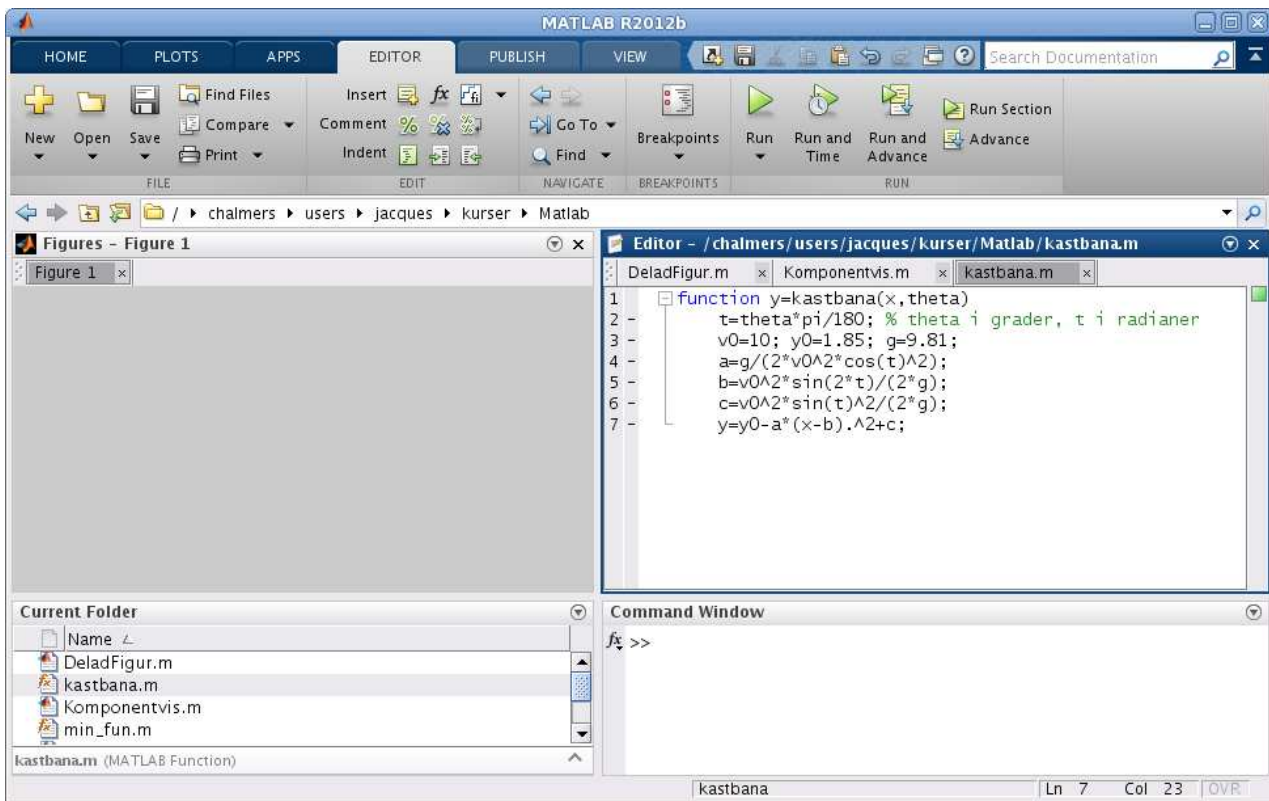 MATLAB R2012b
HOME PLOTS APPS EDITOR PUBLISH VIEW Search Documentation
New Open Save Find Files Compare Print
Insert fx Comment Indent
Go To Find
Breakpoints
Run Run and Time Run and Advance Run Section Advance
FILE EDIT NAVIGATE BREAKPOINTS RUN
/ chalmers users jacques kurser Matlab
Figures - Figure 1
Figure 1
Editor - /chalmers/users/jacques/kurser/Matlab/kastbana.m
DeladFigur.m Komponentvis.m kastbana.m
1 function y=kastbana(x,theta)
2 - t=theta*pi/180; % theta i grader, t i radianer
3 - v0=10; y0=1.85; g=9.81;
4 - a=g/(2*v0^2*cos(t)^2);
5 - b=v0^2*sin(2*t)/(2*g);
6 - c=v0^2*sin(t)^2/(2*g);
7 - y=y0-a*(x-b).^2+c;
Current Folder
Name
DeladFigur.m
kastbana.m
Komponentvis.m
min_fun.m
kastbana.m (MATLAB Function)
Command Window
fx >>
kastbana Ln 7 Col 23 OVR